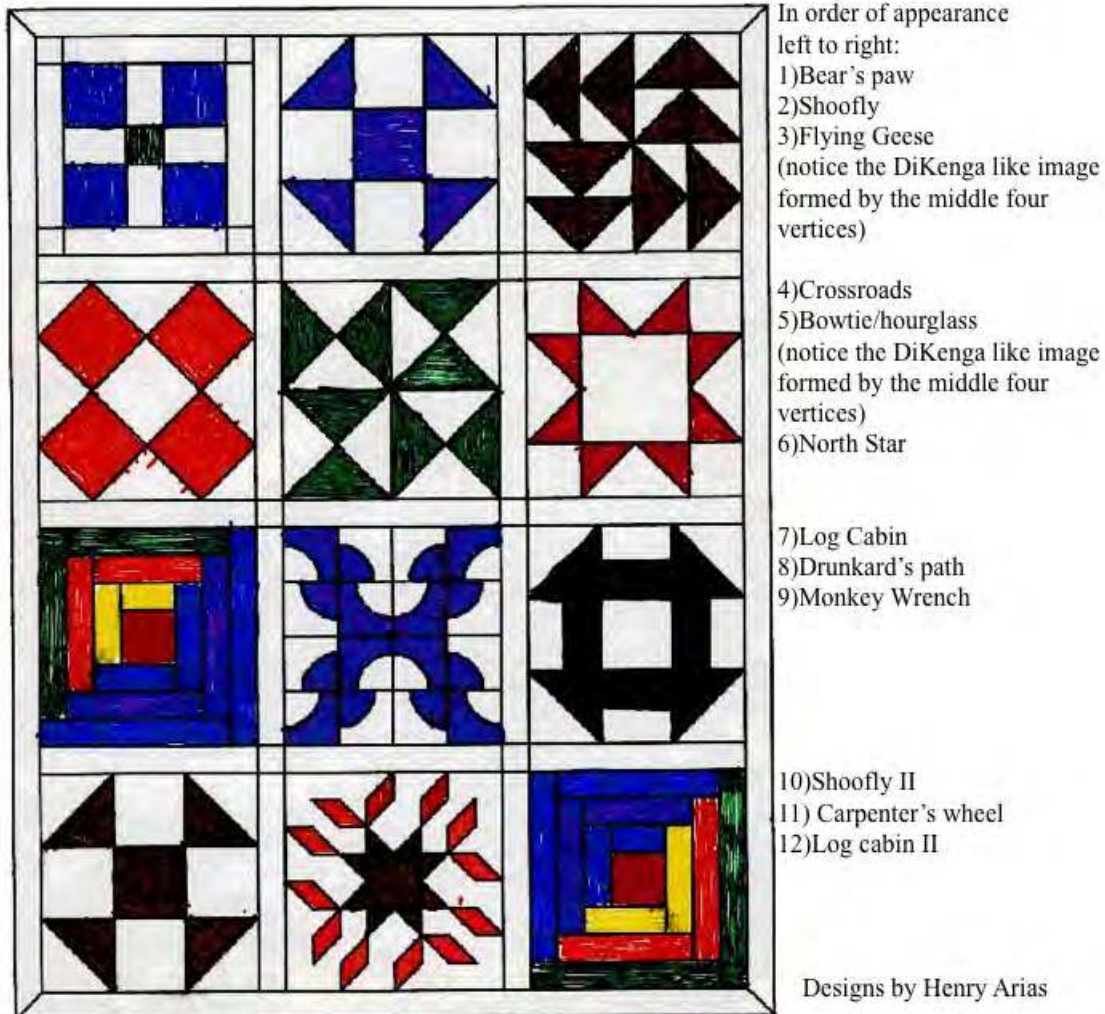 In order of appearance
left to right:
1)Bear's paw
2)Shoofly
3)Flying Geese
(notice the DiKenga like image
formed by the middle four
vertices)
4)Crossroads
5)Bowtie/hourglass
(notice the DiKenga like image
formed by the middle four
vertices)
6)North Star
7)Log Cabin
8)Drunkard's path
9)Monkey Wrench
10)Shoofly II
11) Carpenter's wheel
12)Log cabin II
Designs by Henry Arias